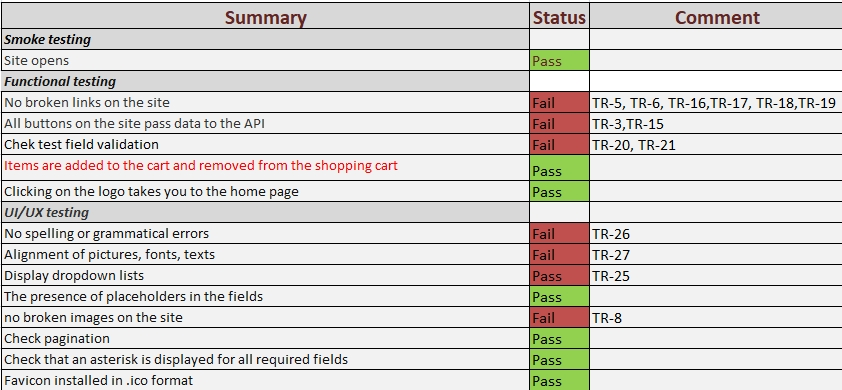 Summary Status Comment
Smoke testing
Site opens Pass
Functional testing
No broken links on the site Fail TR-5, TR-6, TR-16,TR-17, TR-18,TR-19
All buttons on the site pass data to the API Fail TR-3,TR-15
Chek test field validation Fail TR-20, TR-21
Items are added to the cart and removed from the shopping cart Pass
Clicking on the logo takes you to the home page Pass
UI/UX testing
No spelling or grammatical errors Fail TR-26
Alignment of pictures, fonts, texts Fail TR-27
Display dropdown lists Pass TR-25
The presence of placeholders in the fields Pass
no broken images on the site Fail TR-8
Check pagination Pass
Check that an asterisk is displayed for all required fields Pass
Favicon installed in .ico format Pass